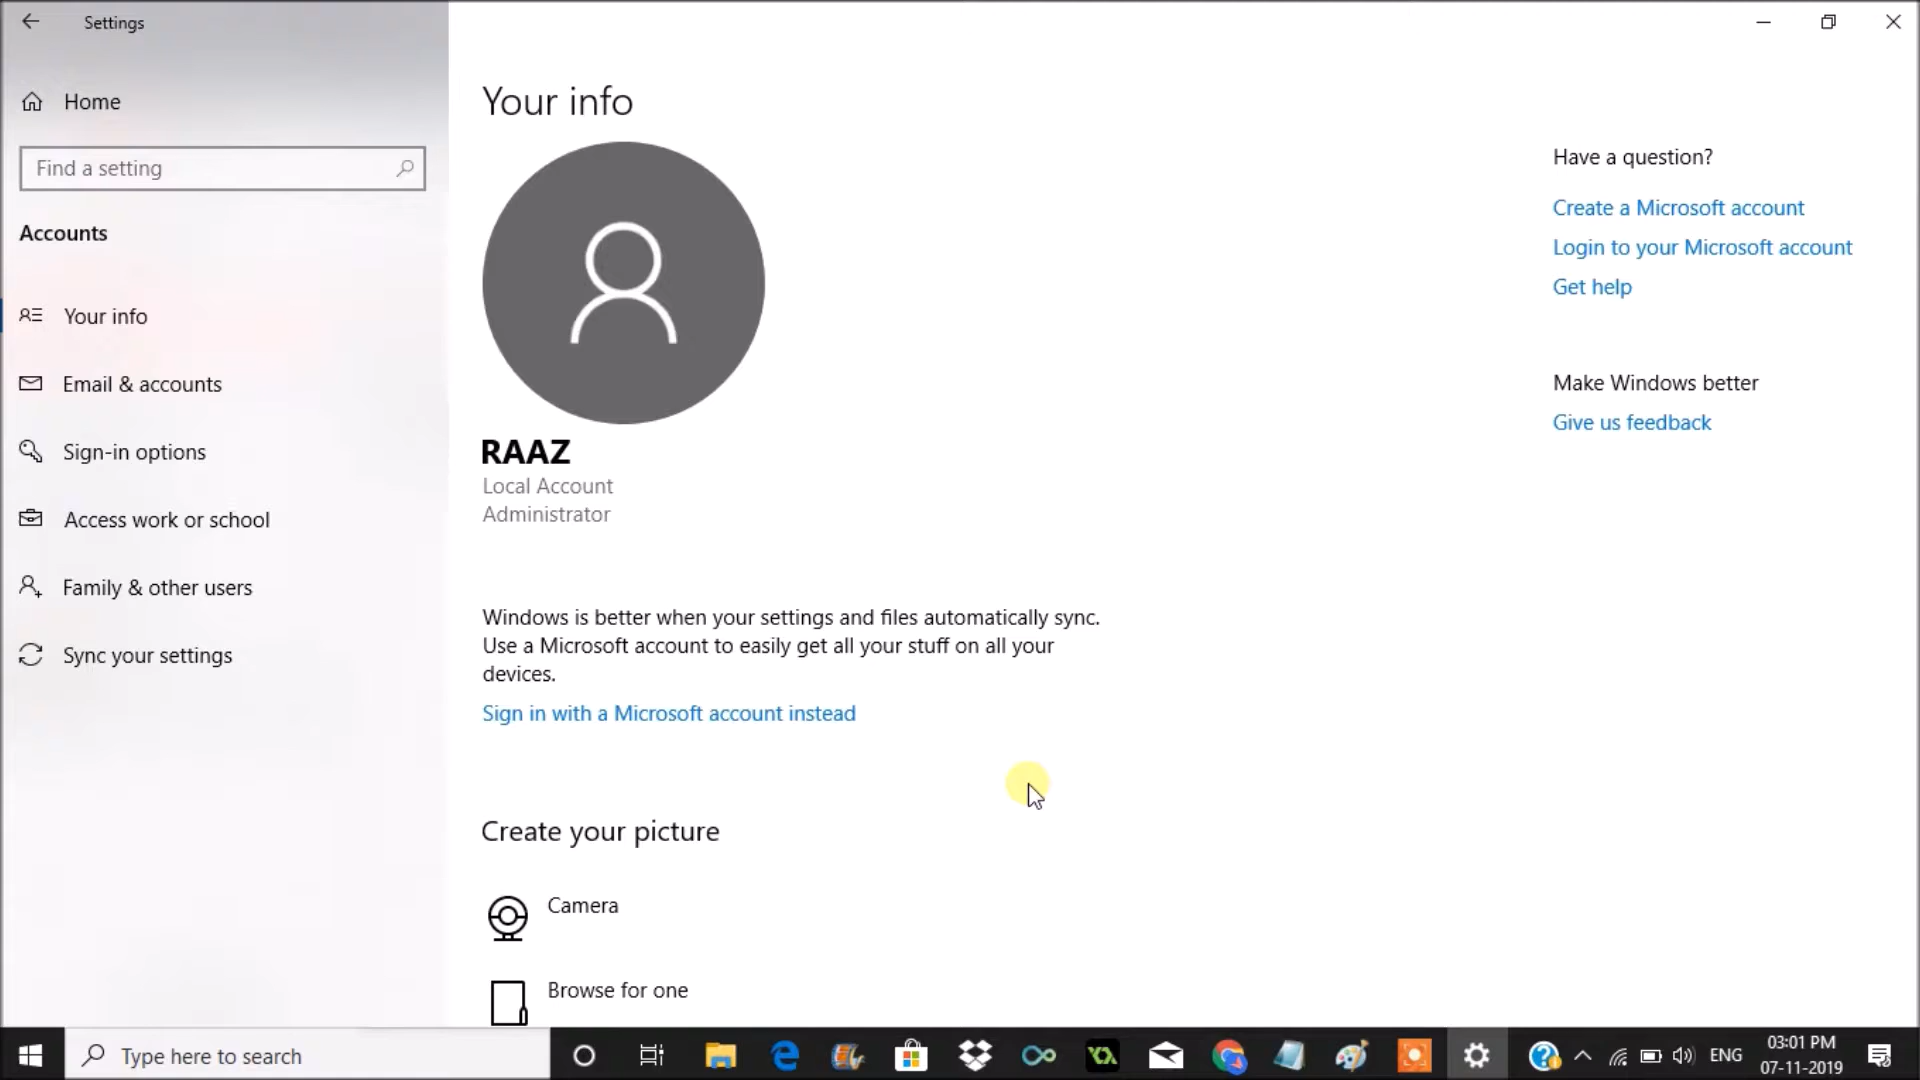 Settings
Home
Find a setting
Accounts
Your info
Email & accounts
Sign-in options
Access work or school
Family & other users
Sync your settings
Your info
RAAZ
Local Account
Administrator
Windows is better when your settings and files automatically sync.
Use a Microsoft account to easily get all your stuff on all your
devices.
Sign in with a Microsoft account instead
Create your picture
Camera
Browse for one
Have a question?
Create a Microsoft account
Login to your Microsoft account
Get help
Make Windows better
Give us feedback
Type here to search
ENG
03:01 PM
07-11-2019